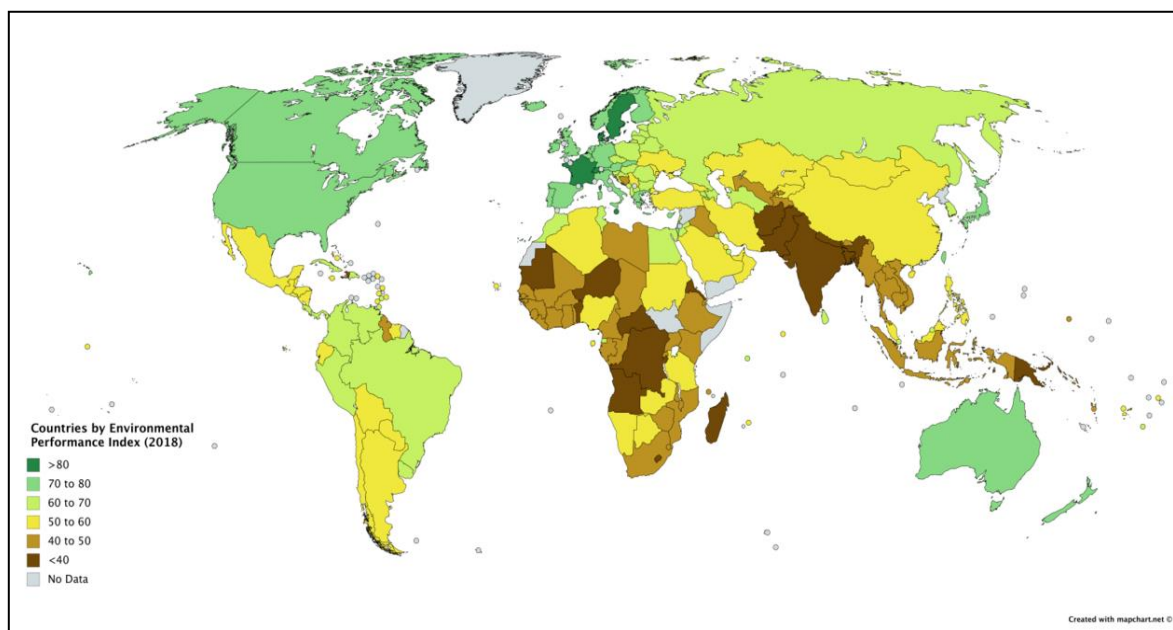 Countries by Environmental
Performance Index (2018)
>80
70 to 80
60 to 70
50 to 60
40 to 50
<40
No Data
Created with mapchart.net ©